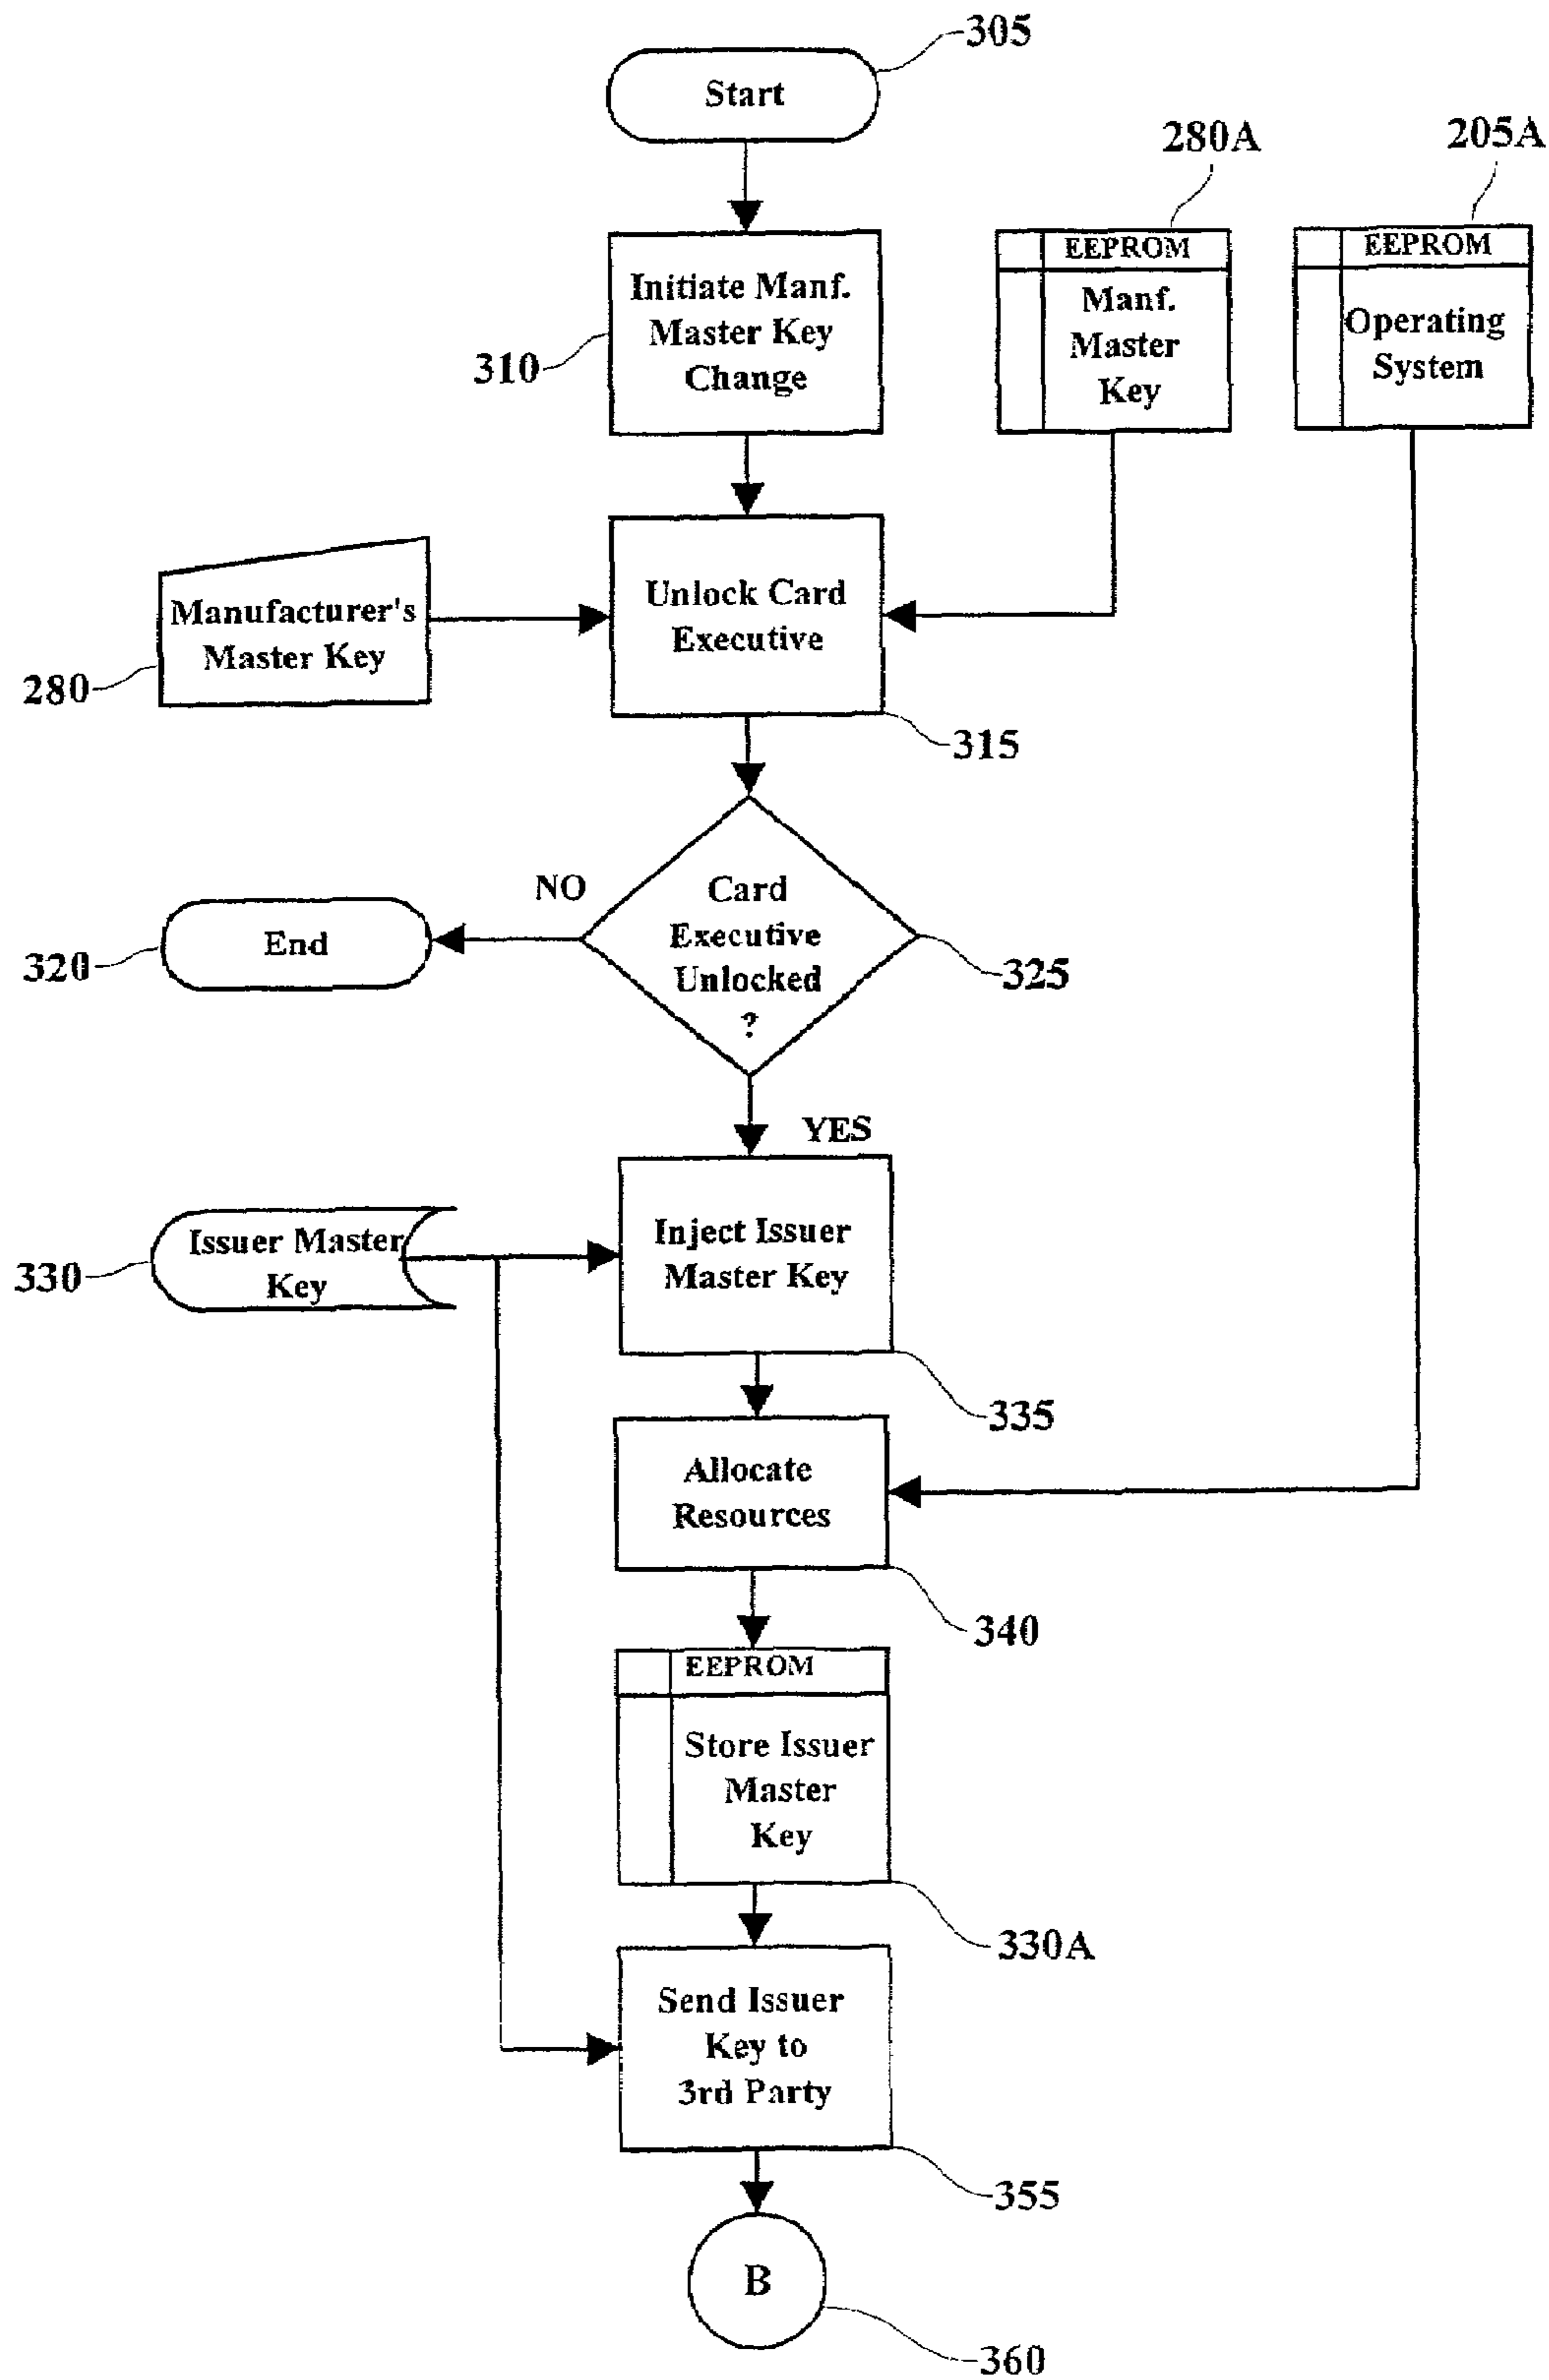 305
Start
280A
205A
EEPROM
EEPROM
Initiate Manf.
Master Key
Change
Manf.
Master
Key
Operating
System
310
Unlock Card
Executive
Manufacturer's
Master Key
280
315
NO
Card
Executive
Unlocked
?
End
320
325
YES
Issuer Master
Key
330
Inject Issuer
Master Key
335
Allocate
Resources
340
EEPROM
Store Issuer
Master
Key
330A
Send Issuer
Key to
3rd Party
355
B
360